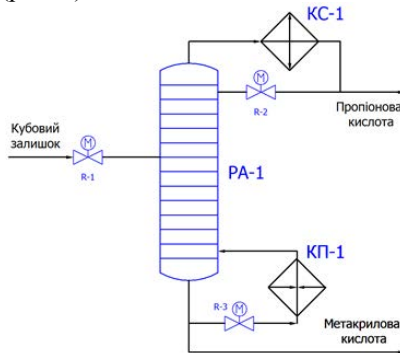 КС-1
M
R-2
Пропіонова
кислота
Кубовий
залишок
M
R-1
РА-1
КП-1
R-3
M
Метакрилова
кислота